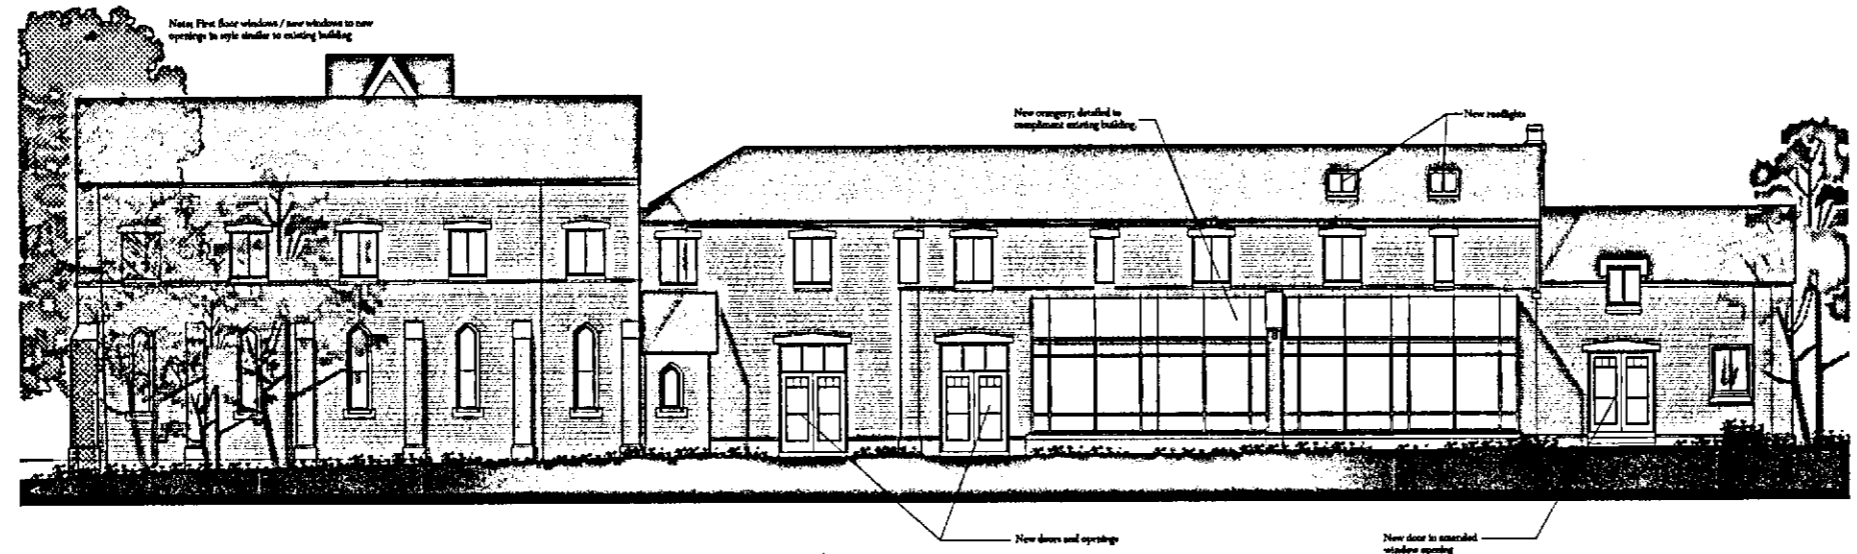 Note: First floor windows / new windows to new
openings in style similar to existing building
New orangery; detailed to
compliment existing building.
New rooflights
New doors and openings
New door in amended
window opening